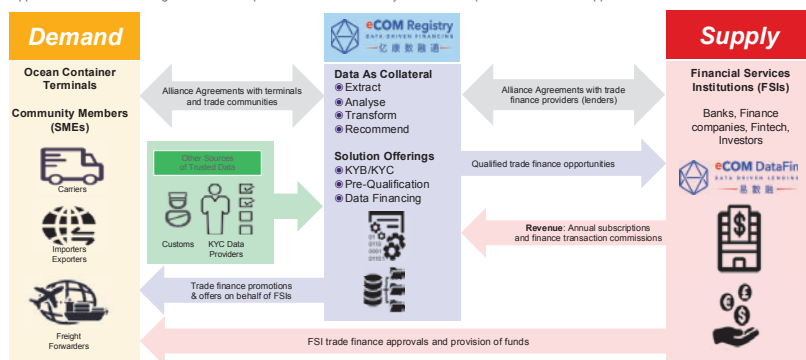 Demand
eCOM Registry
DATA DRIVEN FINANCING
亿康数融通
Supply
Ocean Container
Terminals
Community Members
(SMEs)
Carriers
Importers
Exporters
Freight
Forwarders
Alliance Agreements with terminals
and trade communities
Other Sources
of Trusted Data
Customs
KYC Data
Providers
Trade finance promotions
& offers on behalf of FSIs
Data As Collateral
Extract
Analyse
Transform
Recommend
Solution Offerings
KYB/KYC
Pre-Qualification
Data Financing
Alliance Agreements with trade
finance providers (lenders)
Qualified trade finance opportunities
Revenue: Annual subscriptions
and finance transaction commissions
FSI trade finance approvals and provision of funds
Financial Services
Institutions (FSIs)
Banks, Finance
companies, Fintech,
Investors
eCOM DataFin
DATA DRIVEN LENDING
易数融